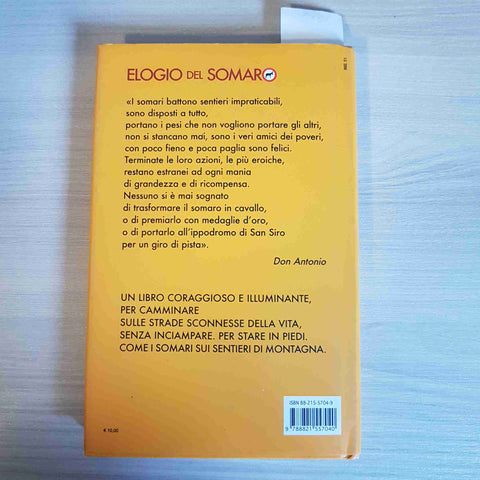 ELOGIO DEL SOMARO
«I somari battono sentieri impraticabili,
sono disposti a tutto,
portano i pesi che non vogliono portare gli altri,
non si stancano mai, sono i veri amici dei poveri,
con poco fieno e poca paglia sono felici.
Terminate le loro azioni, le più eroiche,
restano estranei ad ogni mania
di grandezza e di ricompensa.
Nessuno si è mai sognato
di trasformare il somaro in cavallo,
o di premiarlo con medaglie d'oro,
o di portarlo all'ippodromo di San Siro
per un giro di pista».
Don Antonio
UN LIBRO CORAGGIOSO E ILLUMINANTE,
PER CAMMINARE
SULLE STRADE SCONNESSE DELLA VITA,
SENZA INCIAMPARE. PER STARE IN PIEDI.
COME I SOMARI SUI SENTIERI DI MONTAGNA.
ISBN 88-215-5704-9
9 788821 557040
€ 10,00